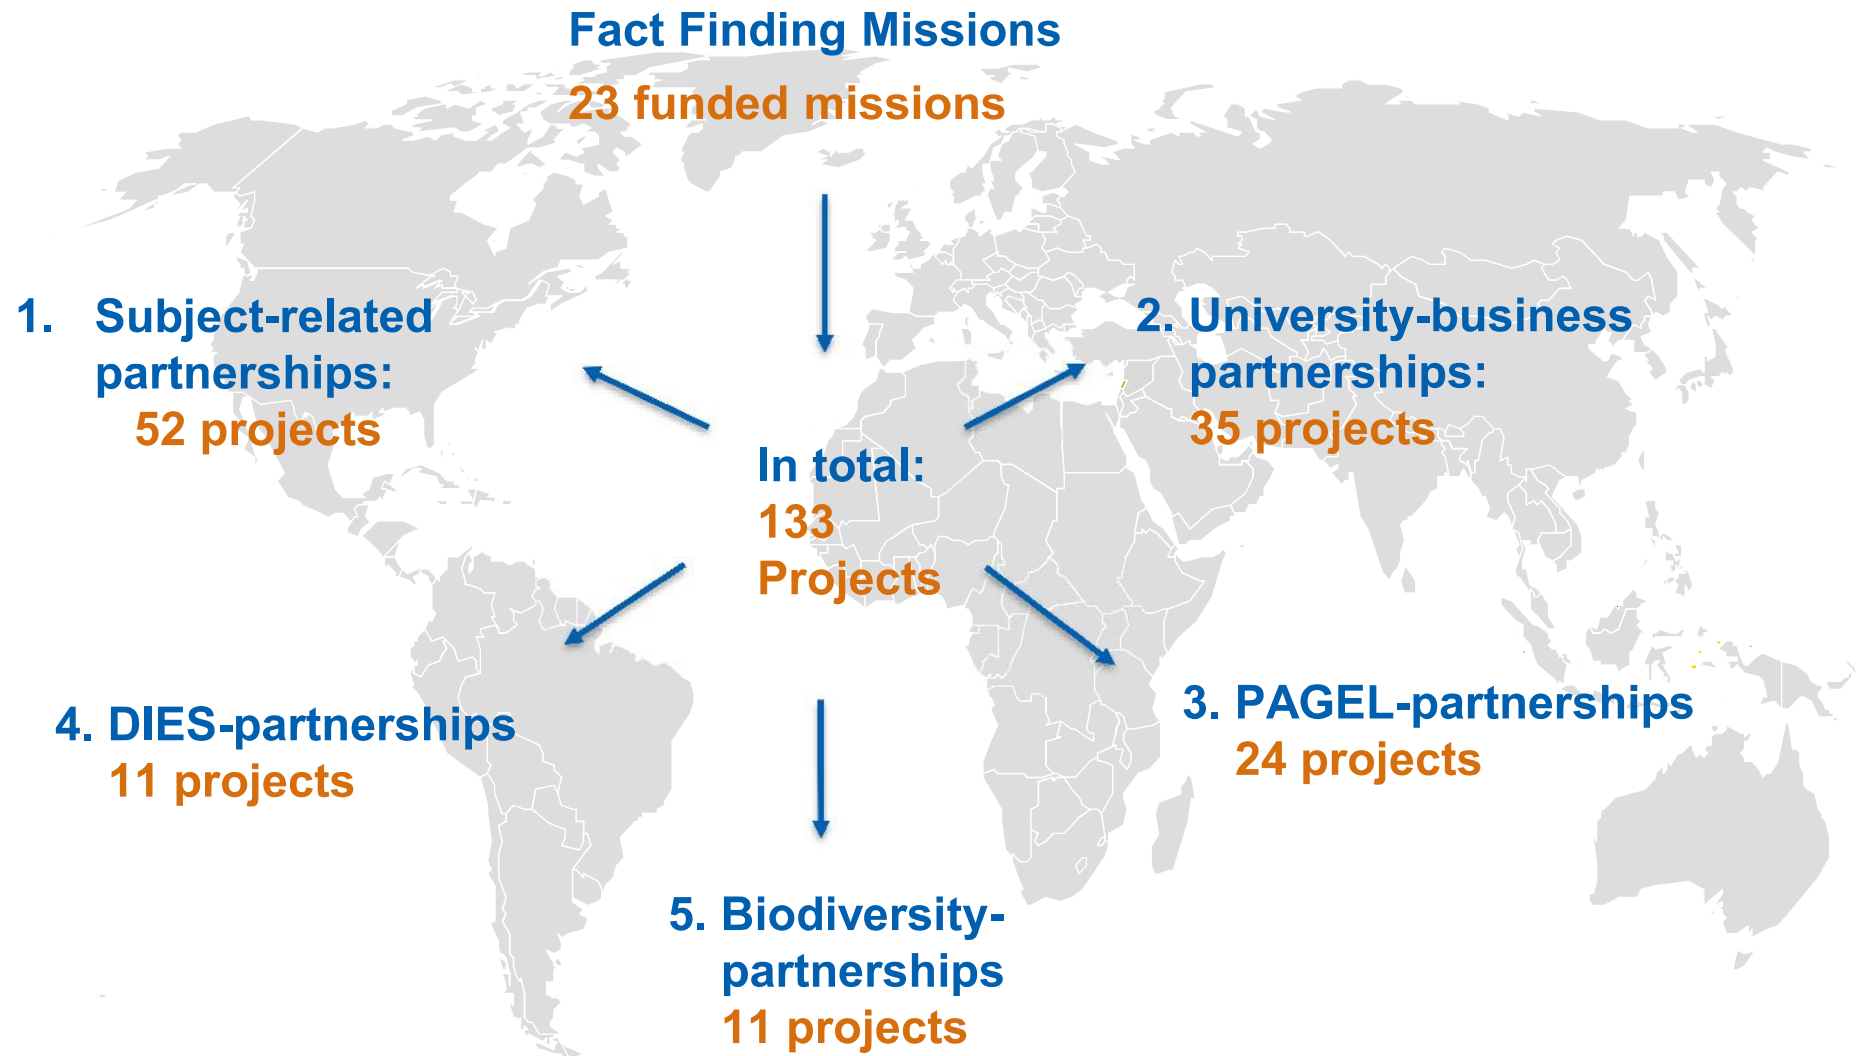 Fact Finding Missions
23 funded missions
1. Subject-related
partnerships:
52 projects
2. University-business
partnerships:
35 projects
In total:
133
Projects
3. PAGEL-partnerships
24 projects
4. DIES-partnerships
11 projects
5. Biodiversity-
partnerships
11 projects